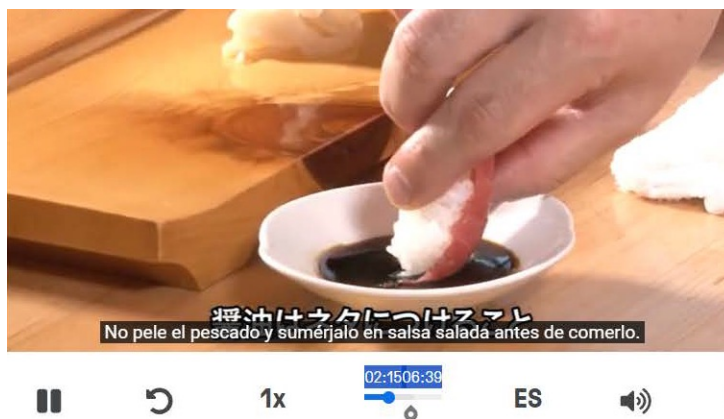 醤油はネタにつけること
No pele el pescado y sumérjalo en salsa salada antes de comerlo.
02:1506:39
1x
ES